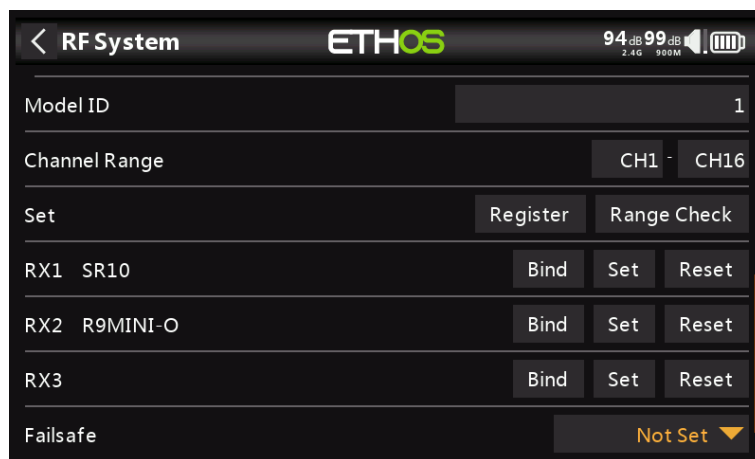 RF System ETHOS 94dB 99dB
2.4G 900M
Model ID 1
Channel Range CH1 - CH16
Set Register Range Check
RX1 SR10 Bind Set Reset
RX2 R9MINI-O Bind Set Reset
RX3 Bind Set Reset
Failsafe Not Set